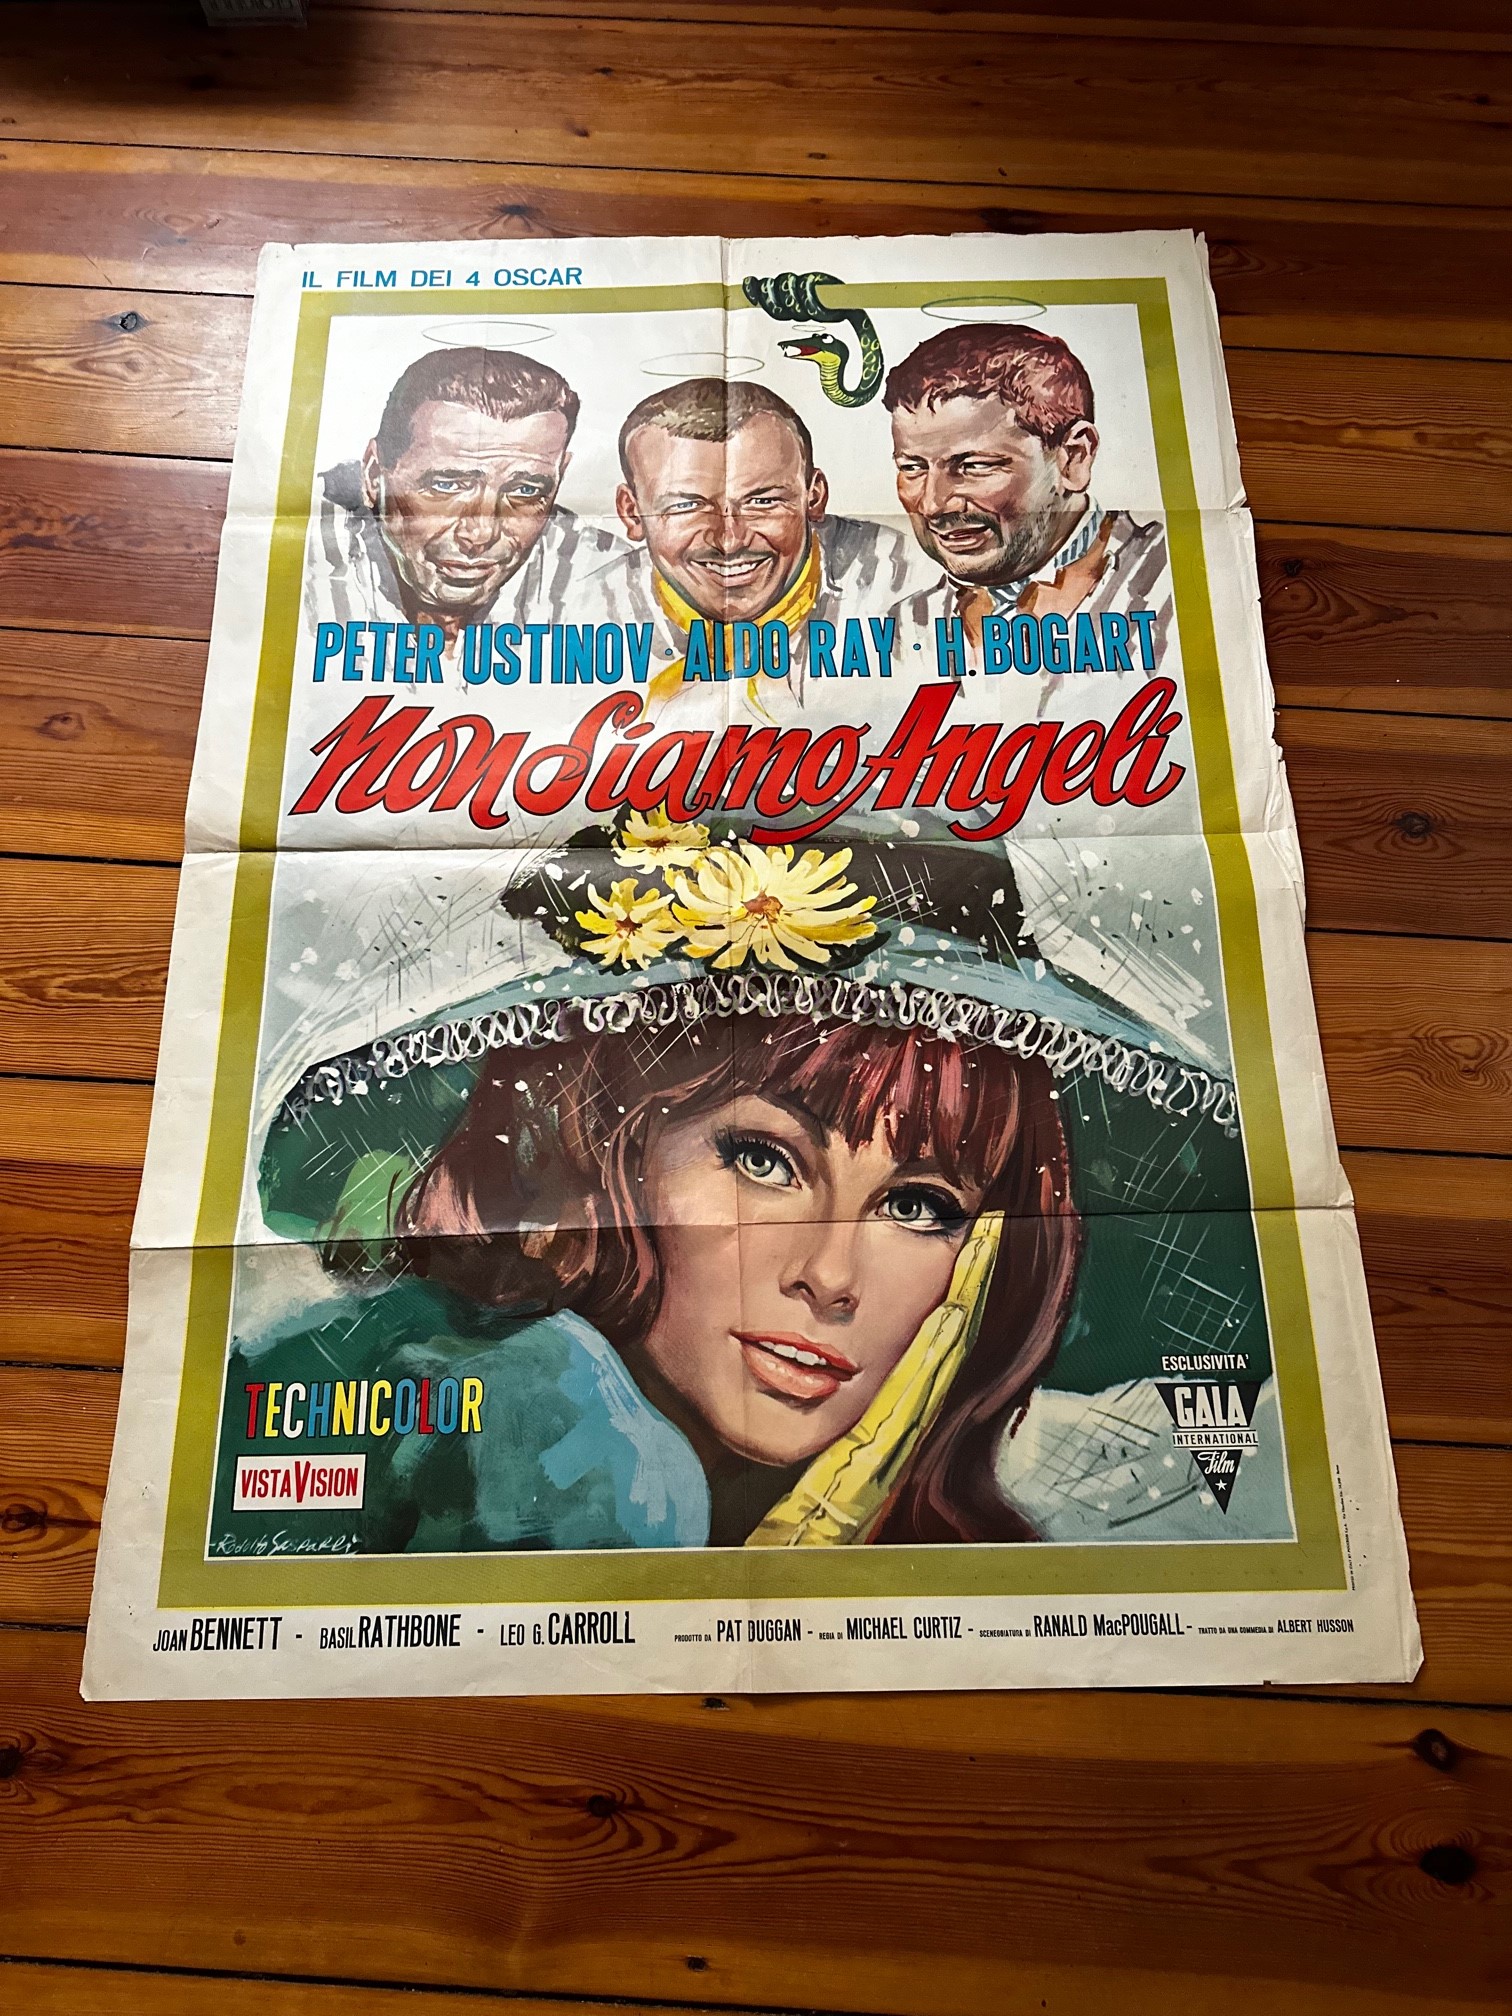 IL FILM DEI 4 OSCAR
PETER USTINOV · ALDO RAY · H. BOGART
Non Siamo Angeli
ESCLUSIVITA'
GALA
INTERNATIONAL
Film
TECHNICOLOR
VISTAVISION
Rodolfo Gasparri
JOAN BENNETT - BASIL RATHBONE - LEO G. CARROLL PRODOTTO DA PAT DUGGAN - REGIA DI MICHAEL CURTIZ - SCENEGGIATURA DI RANALD MacPOUGALL - TRATTO DA UNA COMMEDIA DI ALBERT HUSSON